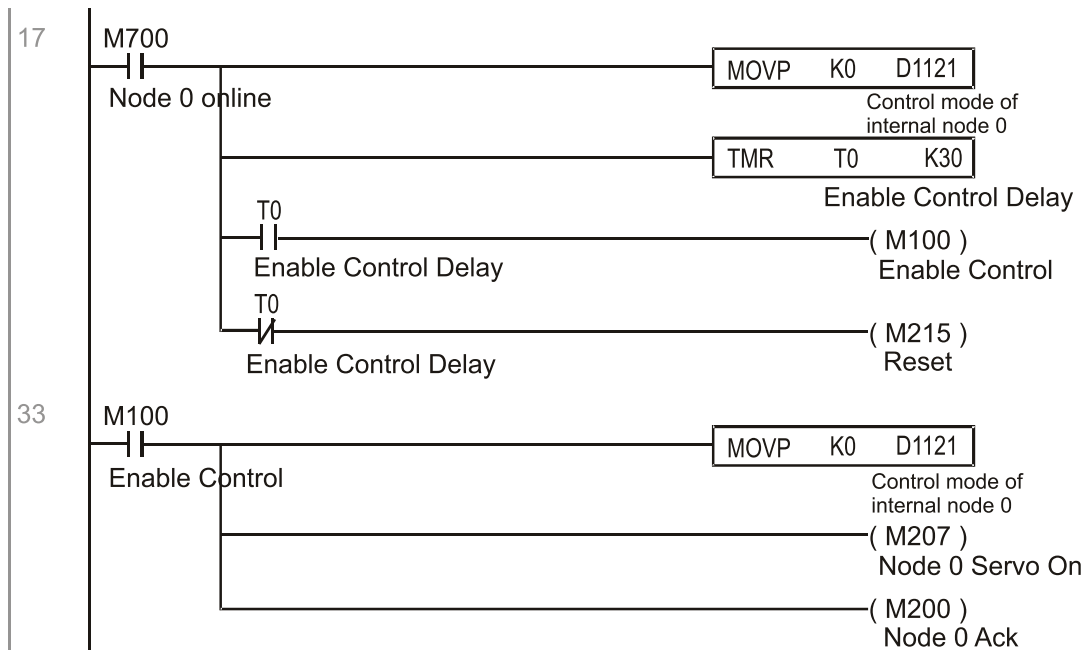 17
M700
MOVP K0 D1121
Node 0 online
Control mode of
internal node 0
TMR T0 K30
Enable Control Delay
T0
( M100 )
Enable Control Delay
Enable Control
T0
( M215 )
Enable Control Delay
Reset
33
M100
MOVP K0 D1121
Enable Control
Control mode of
internal node 0
( M207 )
Node 0 Servo On
( M200 )
Node 0 Ack